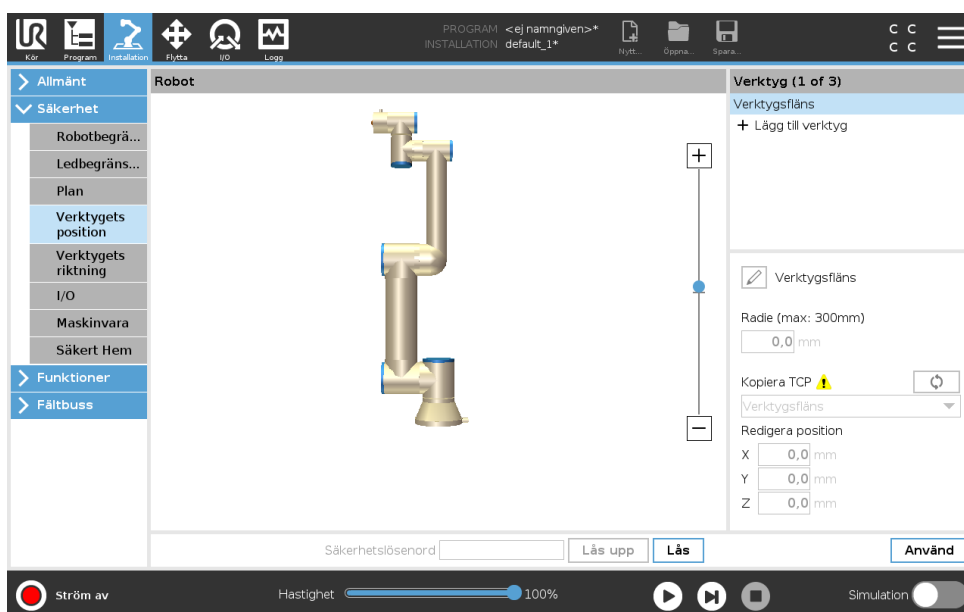 PROGRAM <ej namngiven>*
INSTALLATION default_1*
Kör Program Installation Flytta I/O Logg
Nytt... Öppna... Spara...
C C
C C
Allmänt
Säkerhet
Robotbegrä...
Ledbegräns...
Plan
Verktygets
position
Verktygets
riktning
I/O
Maskinvara
Säkert Hem
Funktioner
Fältbuss
Robot
Verktyg (1 of 3)
Verktygsfläns
+ Lägg till verktyg
Verktygsfläns
Radie (max: 300mm)
0,0 mm
Kopiera TCP
Verktygsfläns
Redigera position
X 0,0 mm
Y 0,0 mm
Z 0,0 mm
Säkerhetslösenord Lås upp Lås
Använd
Ström av
Hastighet 100%
Simulation